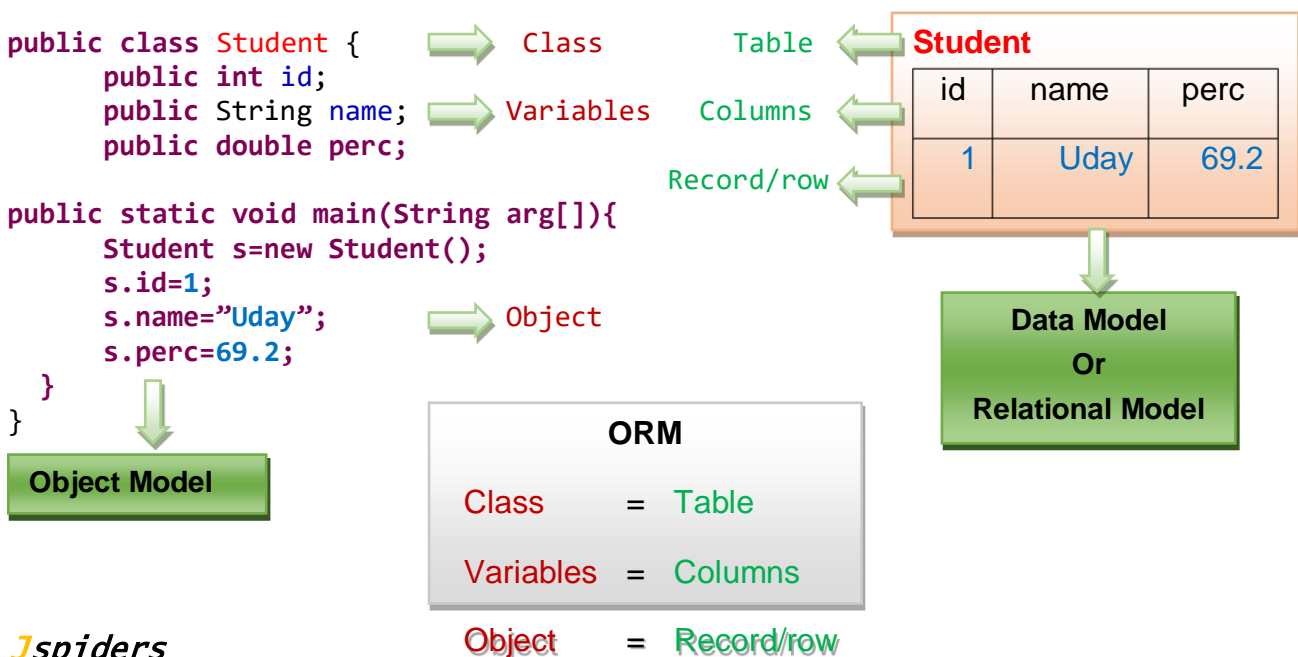 public class Student {
public int id;
public String name;
public double perc;
public static void main(String arg[]){
Student s=new Student();
s.id=1;
s.name=”Uday”;
s.perc=69.2;
}
}
Object Model
Class
Variables
Object
Table
Columns
Record/row
Student
id name perc
1 Uday 69.2
Data Model
Or
Relational Model
ORM
Class = Table
Variables = Columns
Object = Record/row
Jspiders